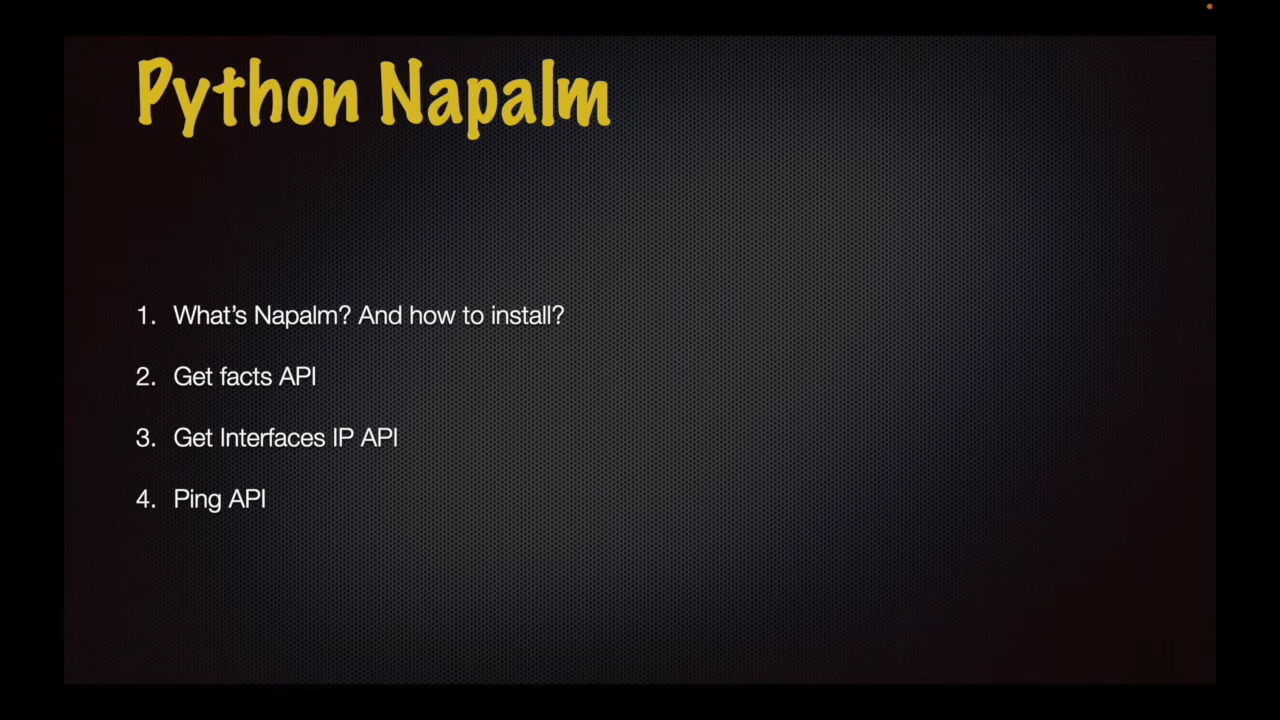 Python Napalm
1. What's Napalm? And how to install?
2. Get facts API
3. Get Interfaces IP API
4. Ping API